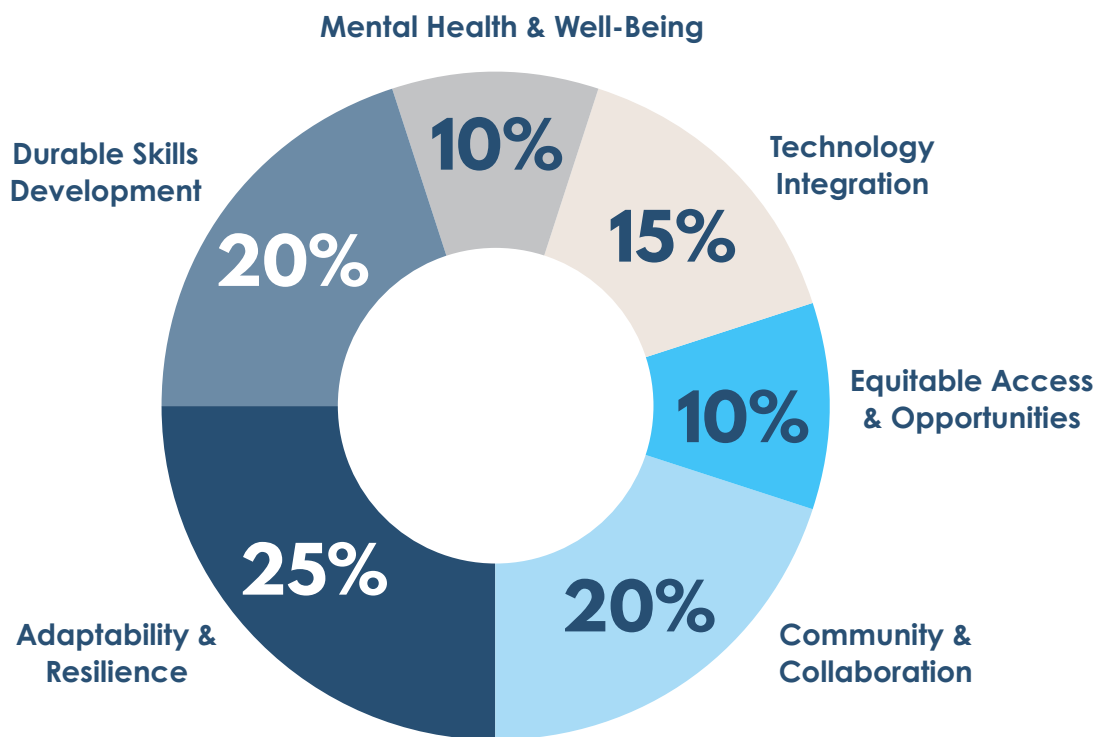 Mental Health & Well-Being
10%
Technology
Integration
15%
Equitable Access
& Opportunities
10%
Community &
Collaboration
20%
Adaptability &
Resilience
25%
Durable Skills
Development
20%